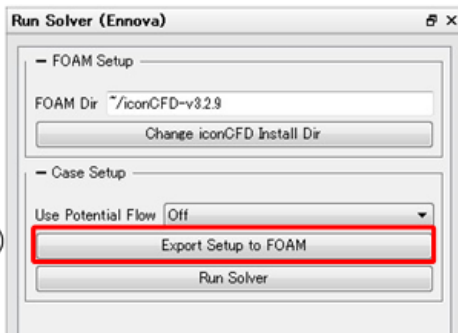 Run Solver (Ennova)
FOAM Setup
FOAM Dir ~/iconCFD-v3.2.9
Change iconCFD Install Dir
Case Setup
Use Potential Flow Off
Export Setup to FOAM
Run Solver